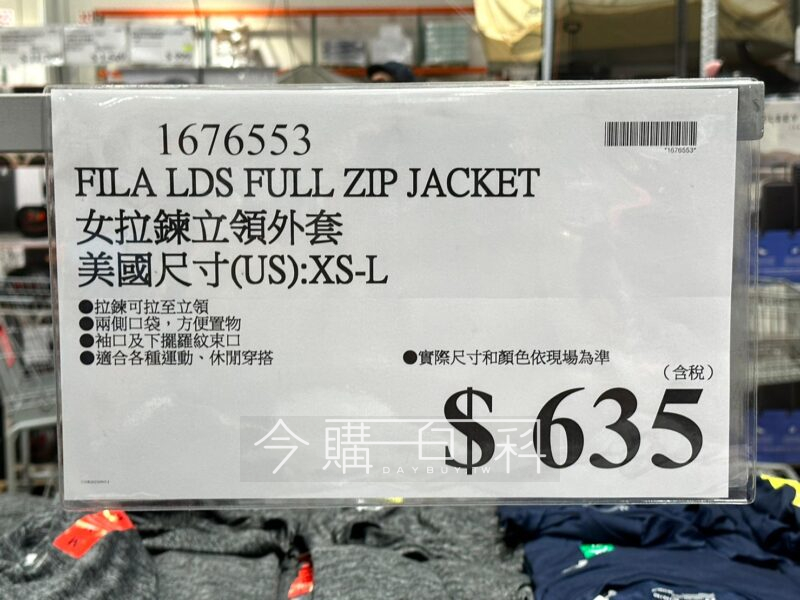 1676553
*1676553*
FILA LDS FULL ZIP JACKET
女拉鍊立領外套
美國尺寸(US):XS-L
●拉鍊可拉至立領
●兩側口袋，方便置物
●袖口及下擺羅紋束口
●適合各種運動、休閒穿搭
●實際尺寸和顏色依現場為準
（含稅）
$ 635
今購百科
DAYBUY.TW
M